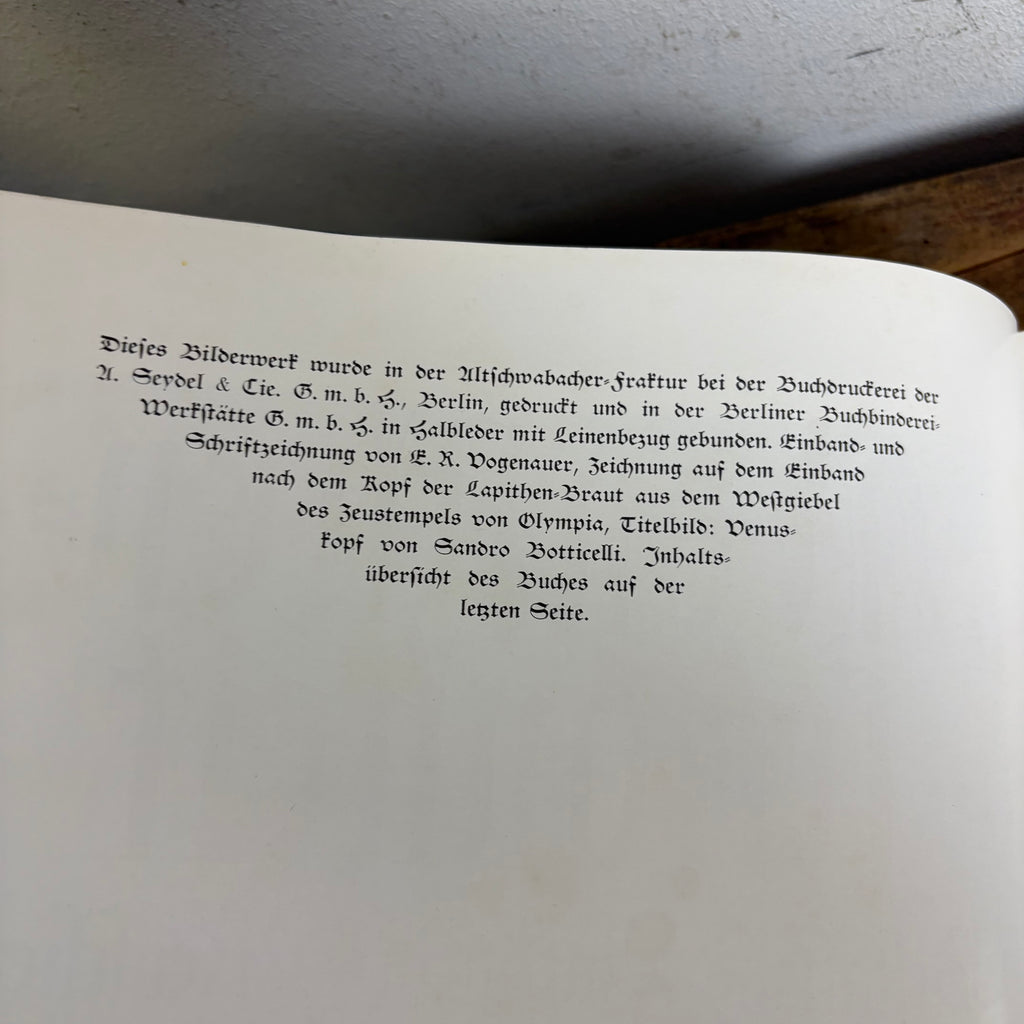 Dieſes Bilderwerk wurde in der Altſchwabacher-Fraktur bei der Buchdruckerei der
A. Seydel & Cie. G. m. b. H., Berlin, gedruckt und in der Berliner Buchbinderei-
Werkſtätte G. m. b. H. in Halbleder mit Leinenbezug gebunden. Einband- und
Schriftzeichnung von E. R. Vogenauer, Zeichnung auf dem Einband
nach dem Kopf der Lapithen-Braut aus dem Weſtgiebel
des Zeustempels von Olympia, Titelbild: Venus-
kopf von Sandro Botticelli. Inhalts-
überſicht des Buches auf der
letzten Seite.